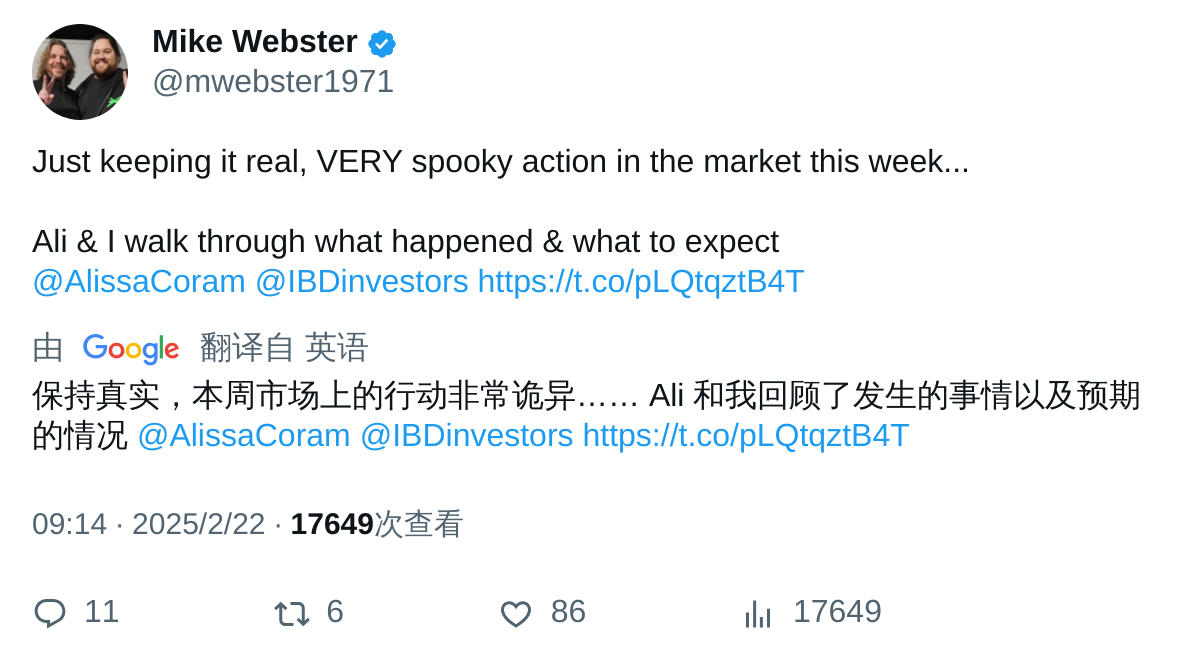 Mike Webster
@mwebster1971
Just keeping it real, VERY spooky action in the market this week...
Ali & I walk through what happened & what to expect
@AlissaCoram @IBDinvestors https://t.co/pLQtqztB4T
由 Google 翻译自 英语
保持真实，本周市场上的行动非常诡异…… Ali 和我回顾了发生的事情以及预期
的情况 @AlissaCoram @IBDinvestors https://t.co/pLQtqztB4T
09:14 · 2025/2/22 · 17649次查看
11 6 86 17649